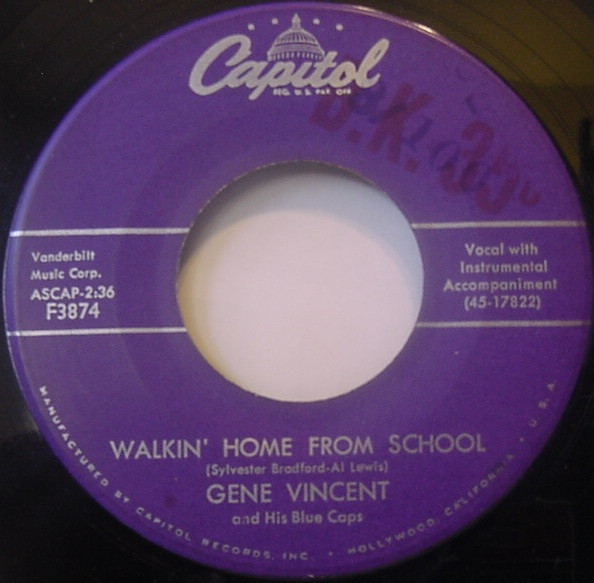 Capitol
REG. U.S. PAT. OFF.
Vanderbilt
Music Corp.
ASCAP-2:36
F3874
Vocal with
Instrumental
Accompaniment
(45-17822)
WALKIN' HOME FROM SCHOOL
(Sylvester Bradford-Al Lewis)
GENE VINCENT
and His Blue Caps
MANUFACTURED BY CAPITOL RECORDS, INC. • HOLLYWOOD, CALIFORNIA • U.S.A.